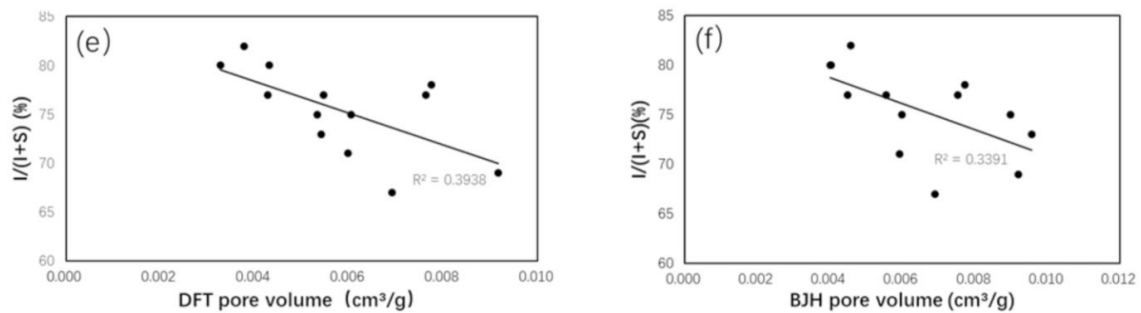 (e)
85
80
75
70
65
60
I/(I+S) (%)
R² = 0.3938
0.000 0.002 0.004 0.006 0.008 0.010
DFT pore volume（cm³/g）
(f)
85
80
75
70
65
60
I/(I+S)(%)
R² = 0.3391
0.000 0.002 0.004 0.006 0.008 0.010 0.012
BJH pore volume (cm³/g)